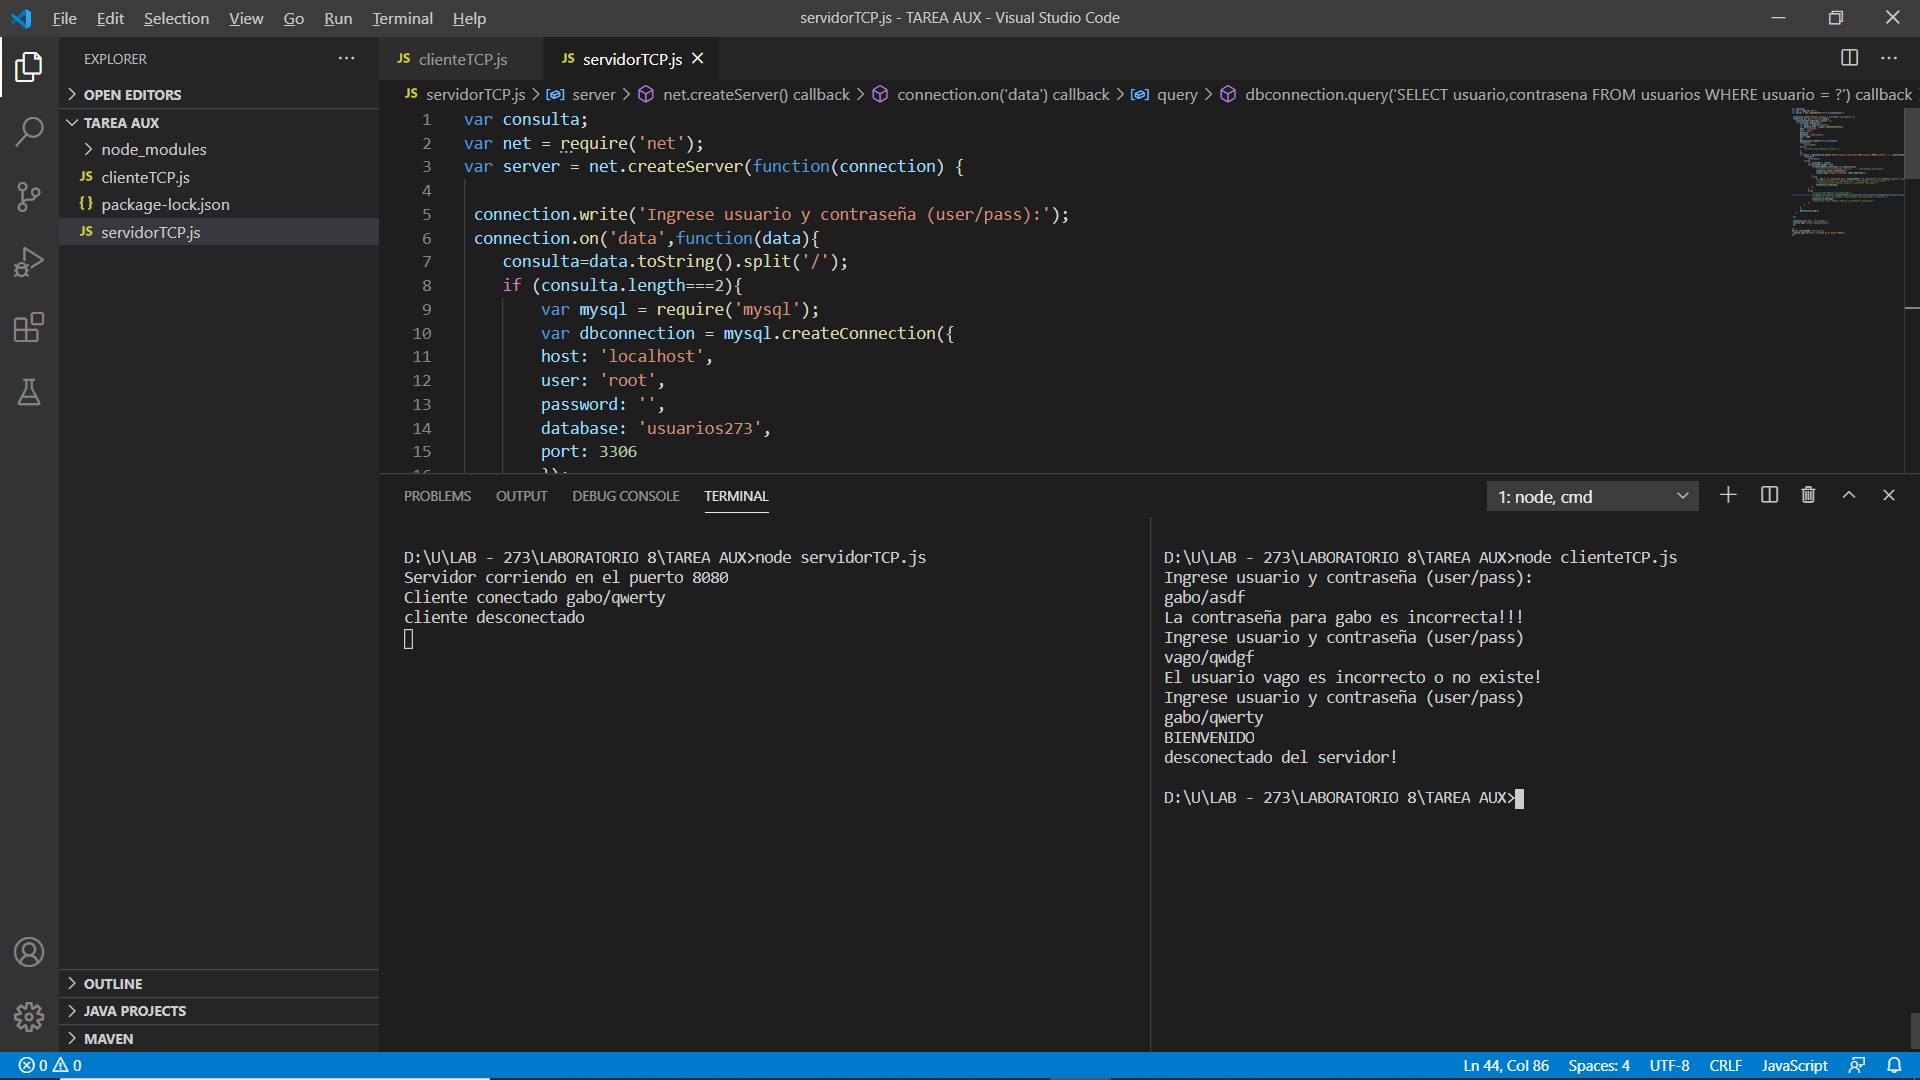 File Edit Selection View Go Run Terminal Help
servidorTCP.js - TAREA AUX - Visual Studio Code
EXPLORER
OPEN EDITORS
TAREA AUX
node_modules
JS clienteTCP.js
{} package-lock.json
JS servidorTCP.js
OUTLINE
JAVA PROJECTS
MAVEN
JS clienteTCP.js
JS servidorTCP.js
JS servidorTCP.js > server > net.createServer() callback > connection.on('data') callback > query > dbconnection.query('SELECT usuario,contrasena FROM usuarios WHERE usuario = ?') callback
1 var consulta;
2 var net = require('net');
3 var server = net.createServer(function(connection) {
4
5 connection.write('Ingrese usuario y contraseña (user/pass):');
6 connection.on('data',function(data){
7 consulta=data.toString().split('/');
8 if (consulta.length===2){
9 var mysql = require('mysql');
10 var dbconnection = mysql.createConnection({
11 host: 'localhost',
12 user: 'root',
13 password: '',
14 database: 'usuarios273',
15 port: 3306
16 });
PROBLEMS OUTPUT DEBUG CONSOLE TERMINAL
1: node, cmd
D:\U\LAB - 273\LABORATORIO 8\TAREA AUX>node servidorTCP.js
Servidor corriendo en el puerto 8080
Cliente conectado gabo/qwerty
cliente desconectado
D:\U\LAB - 273\LABORATORIO 8\TAREA AUX>node clienteTCP.js
Ingrese usuario y contraseña (user/pass):
gabo/asdf
La contraseña para gabo es incorrecta!!!
Ingrese usuario y contraseña (user/pass)
vago/qwdgf
El usuario vago es incorrecto o no existe!
Ingrese usuario y contraseña (user/pass)
gabo/qwerty
BIENVENIDO
desconectado del servidor!
D:\U\LAB - 273\LABORATORIO 8\TAREA AUX>
0 0
Ln 44, Col 86 Spaces: 4 UTF-8 CRLF JavaScript